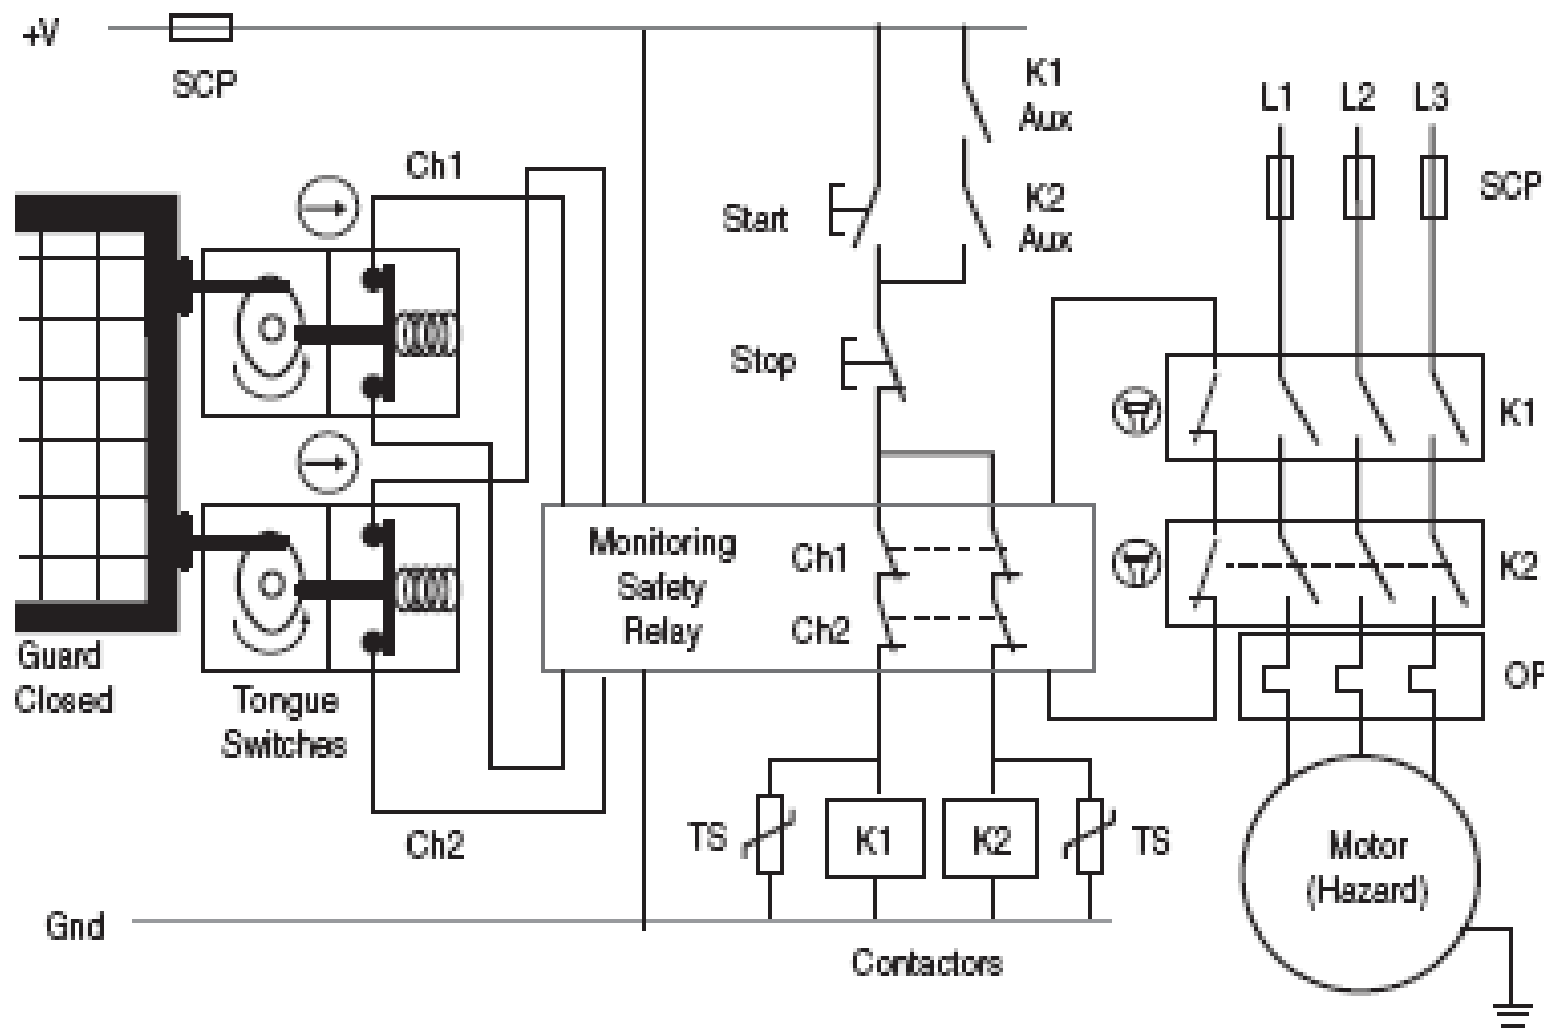 +V
SCP
K1
Aux
L1 L2 L3
SCP
Ch1
Start
K2
Aux
Stop
K1
Monitoring
Safety
Relay
Ch1
Ch2
K2
Guard
Closed
Tongue
Switches
OP
TS
K1
K2
TS
Motor
(Hazard)
Ch2
Gnd
Contactors